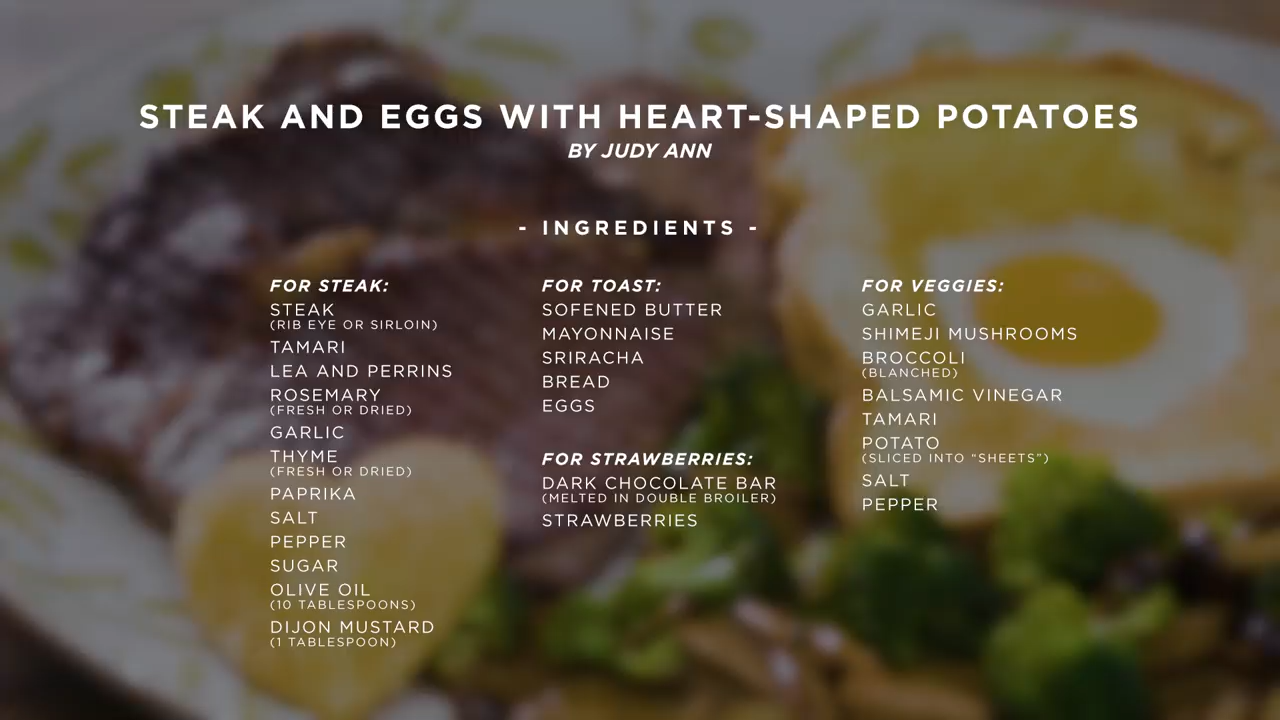 STEAK AND EGGS WITH HEART-SHAPED POTATOES
BY JUDY ANN
- INGREDIENTS -
FOR STEAK:
STEAK
(RIB EYE OR SIRLOIN)
TAMARI
LEA AND PERRINS
ROSEMARY
(FRESH OR DRIED)
GARLIC
THYME
(FRESH OR DRIED)
PAPRIKA
SALT
PEPPER
SUGAR
OLIVE OIL
(10 TABLESPOONS)
DIJON MUSTARD
(1 TABLESPOON)
FOR TOAST:
SOFENED BUTTER
MAYONNAISE
SRIRACHA
BREAD
EGGS
FOR STRAWBERRIES:
DARK CHOCOLATE BAR
(MELTED IN DOUBLE BROILER)
STRAWBERRIES
FOR VEGGIES:
GARLIC
SHIMEJI MUSHROOMS
BROCCOLI
(BLANCHED)
BALSAMIC VINEGAR
TAMARI
POTATO
(SLICED INTO “SHEETS”)
SALT
PEPPER